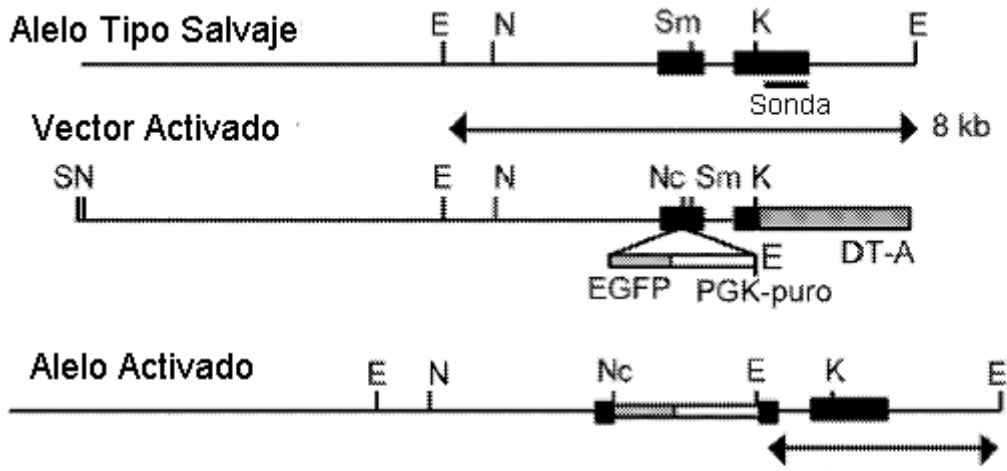 Alelo Tipo Salvaje E N Sm K E
Sonda
Vector Activado 8 kb
SN E N Nc Sm K
E DT-A
EGFP PGK-puro
Alelo Activado E N Nc E K E